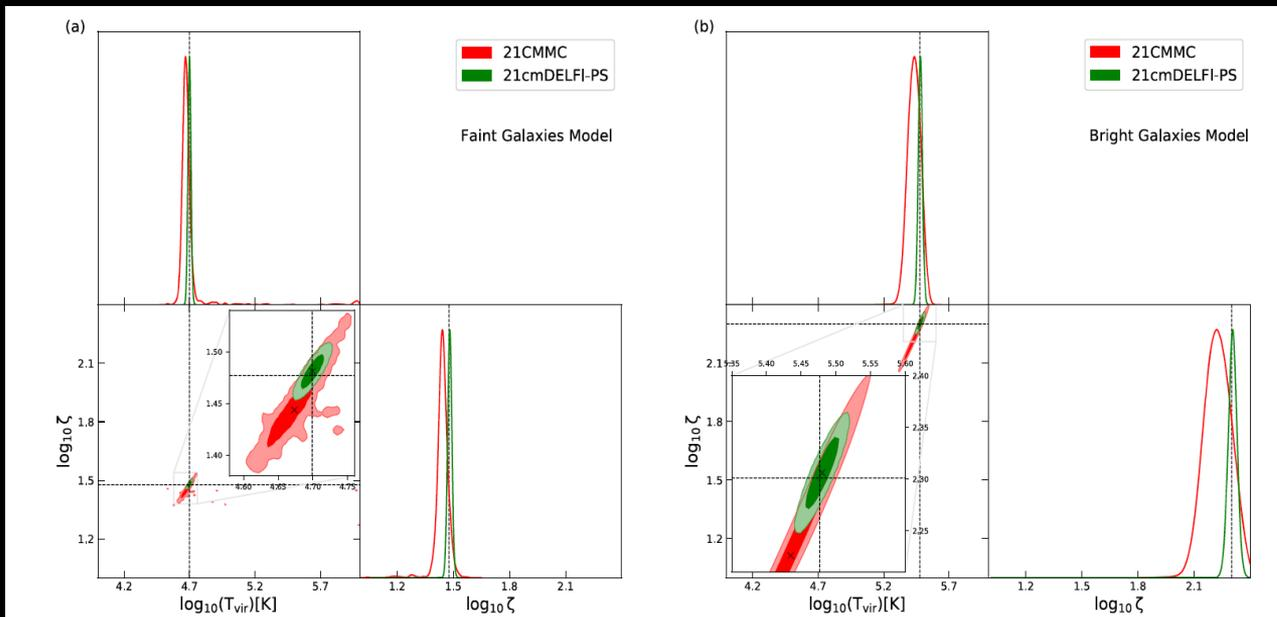 (a)
21CMMC
21cmDELFI-PS
Faint Galaxies Model
2.1
1.8
1.5
1.2
log₁₀ ζ
1.50
1.45
1.40
4.60 4.65 4.70 4.75
4.2 4.7 5.2 5.7
log₁₀(Tᵥᵢᵣ)[K]
1.2 1.5 1.8 2.1
log₁₀ ζ
(b)
21CMMC
21cmDELFI-PS
Bright Galaxies Model
2.1
1.8
1.5
1.2
log₁₀ ζ
5.35 5.40 5.45 5.50 5.55 5.60
2.40
2.35
2.30
2.25
4.2 4.7 5.2 5.7
log₁₀(Tᵥᵢᵣ)[K]
1.2 1.5 1.8 2.1
log₁₀ ζ